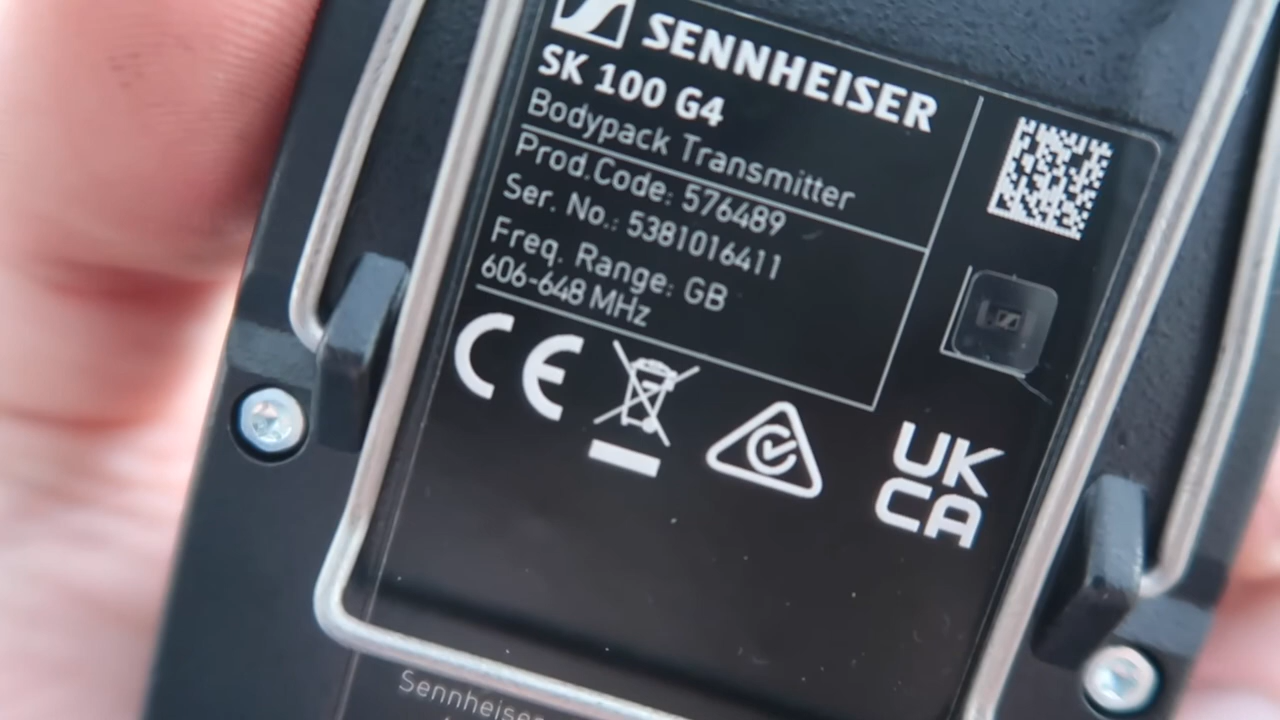 SENNHEISER
SK 100 G4
Bodypack Transmitter
Prod.Code: 576489
Ser. No.: 5381016411
Freq. Range: GB
606-648 MHz
CE
UK
CA
Sennheiser